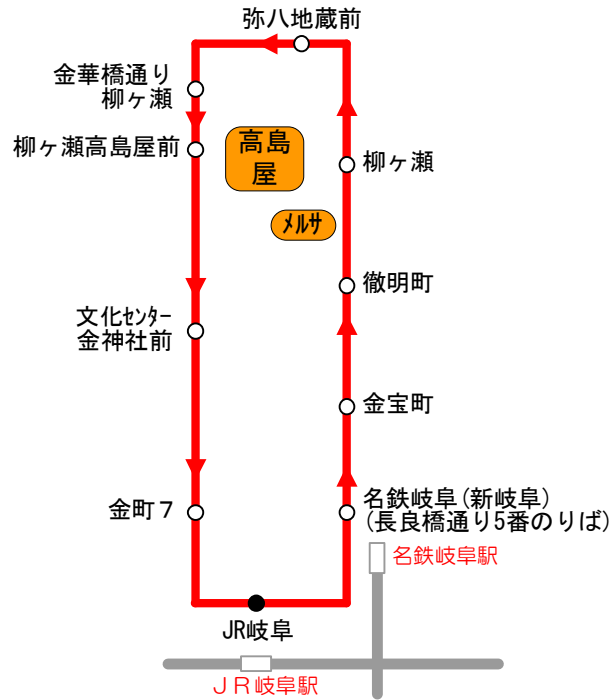 弥八地蔵前
金華橋通り
柳ヶ瀬
柳ヶ瀬高島屋前
高島
屋
柳ヶ瀬
ﾒﾙｻ
徹明町
文化ｾﾝﾀｰ
金神社前
金宝町
金町７
名鉄岐阜(新岐阜)
(長良橋通り5番のりば)
名鉄岐阜駅
JR岐阜
ＪＲ岐阜駅